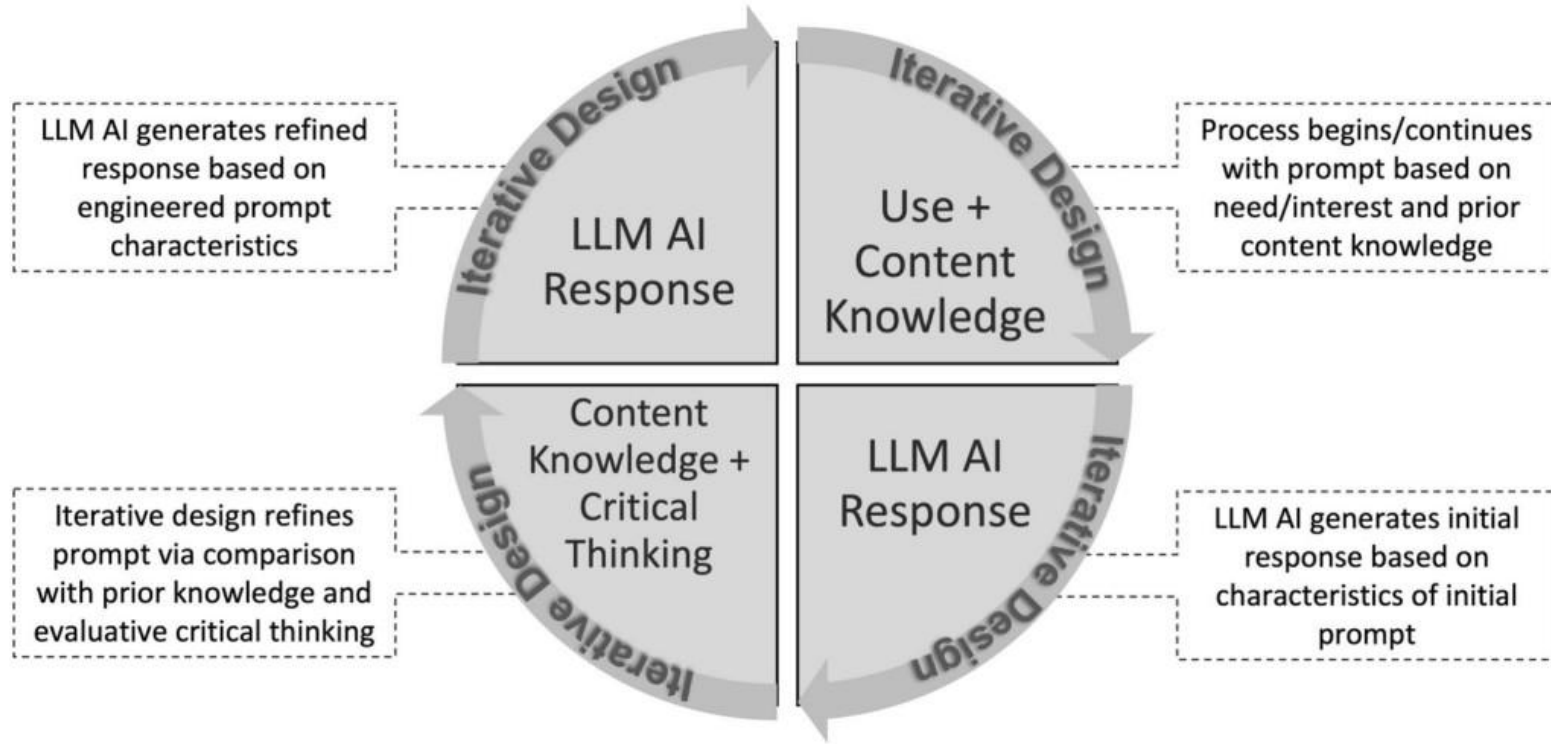 LLM AI generates refined
response based on
engineered prompt
characteristics
Iterative Design
LLM AI
Response
Iterative Design
Use +
Content
Knowledge
Process begins/continues
with prompt based on
need/interest and prior
content knowledge
Iterative design refines
prompt via comparison
with prior knowledge and
evaluative critical thinking
Iterative Design
Content
Knowledge +
Critical
Thinking
LLM AI
Response
Iterative Design
LLM AI generates initial
response based on
characteristics of initial
prompt